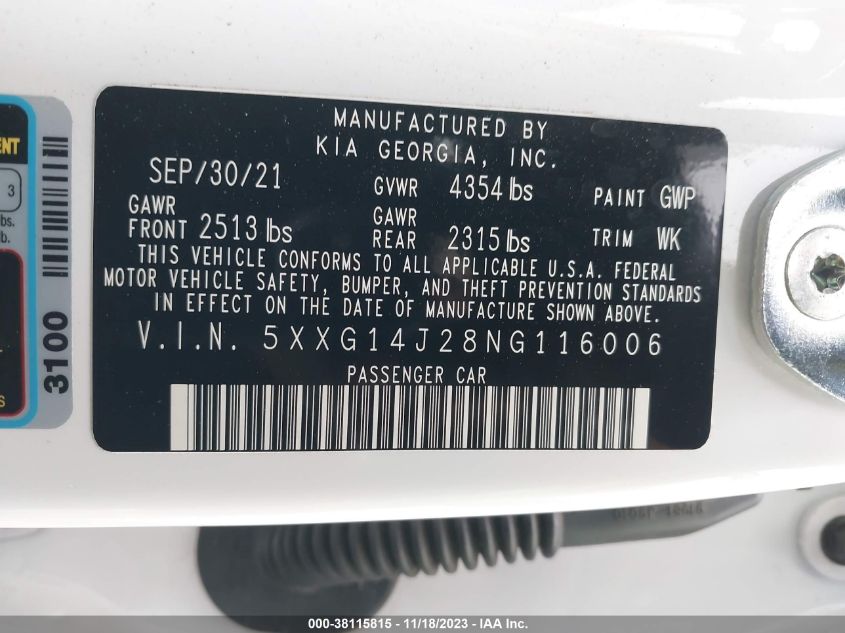 MANUFACTURED BY
KIA GEORGIA, INC.
SEP/30/21 GVWR 4354 lbs PAINT GWP
GAWR FRONT 2513 lbs GAWR REAR 2315 lbs TRIM WK
THIS VEHICLE CONFORMS TO ALL APPLICABLE U.S.A. FEDERAL
MOTOR VEHICLE SAFETY, BUMPER, AND THEFT PREVENTION STANDARDS
IN EFFECT ON THE DATE OF MANUFACTURE SHOWN ABOVE.
V.I.N. 5XXG14J28NG116006
PASSENGER CAR
3100
3
lbs.
000-38115815 - 11/18/2023 - IAA Inc.